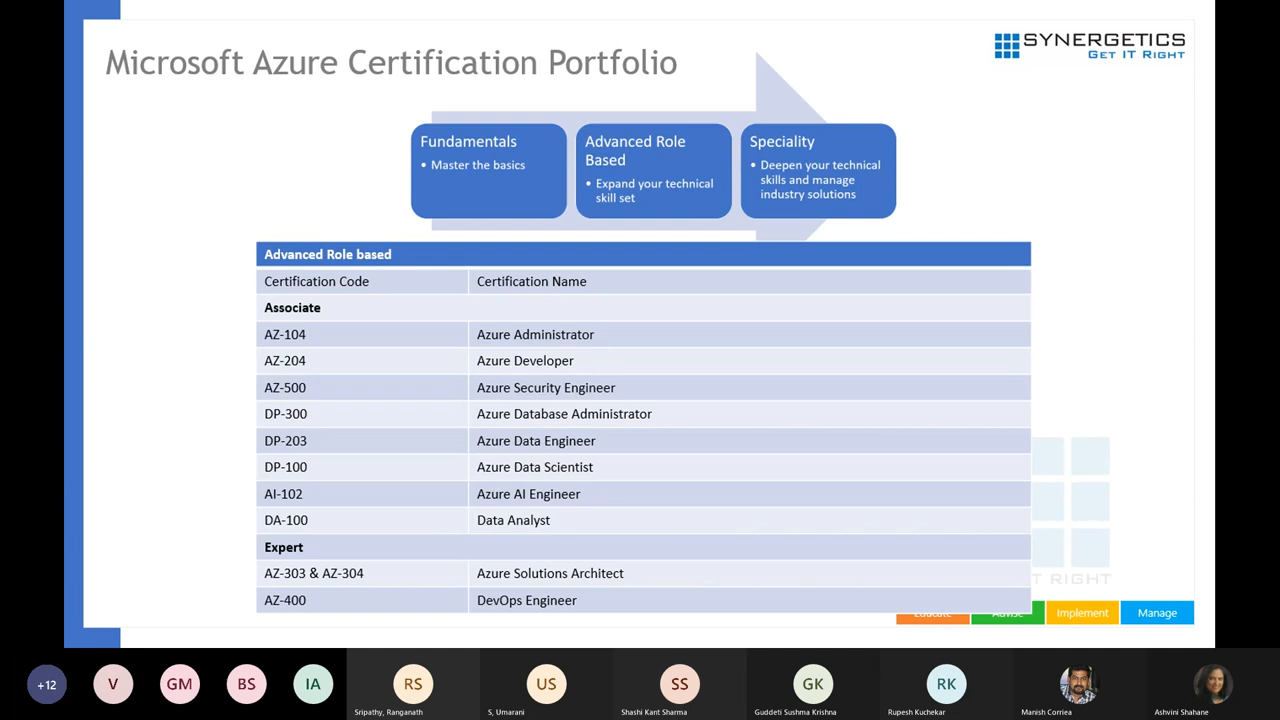 Microsoft Azure Certification Portfolio
SYNERGETICS
GET IT RIGHT
Fundamentals
• Master the basics
Advanced Role
Based
• Expand your technical
skill set
Speciality
• Deepen your technical
skills and manage
industry solutions
Advanced Role based
Certification Code Certification Name
Associate
AZ-104 Azure Administrator
AZ-204 Azure Developer
AZ-500 Azure Security Engineer
DP-300 Azure Database Administrator
DP-203 Azure Data Engineer
DP-100 Azure Data Scientist
AI-102 Azure AI Engineer
DA-100 Data Analyst
Expert
AZ-303 & AZ-304 Azure Solutions Architect
AZ-400 DevOps Engineer
T RIGHT
Educate Advise Implement Manage
+12 V GM BS IA RS US SS GK RK
Sripathy, Ranganath S, Umarani Shashi Kant Sharma Guddeti Sushma Krishna Rupesh Kuchekar Manish Corriea Ashvini Shahane